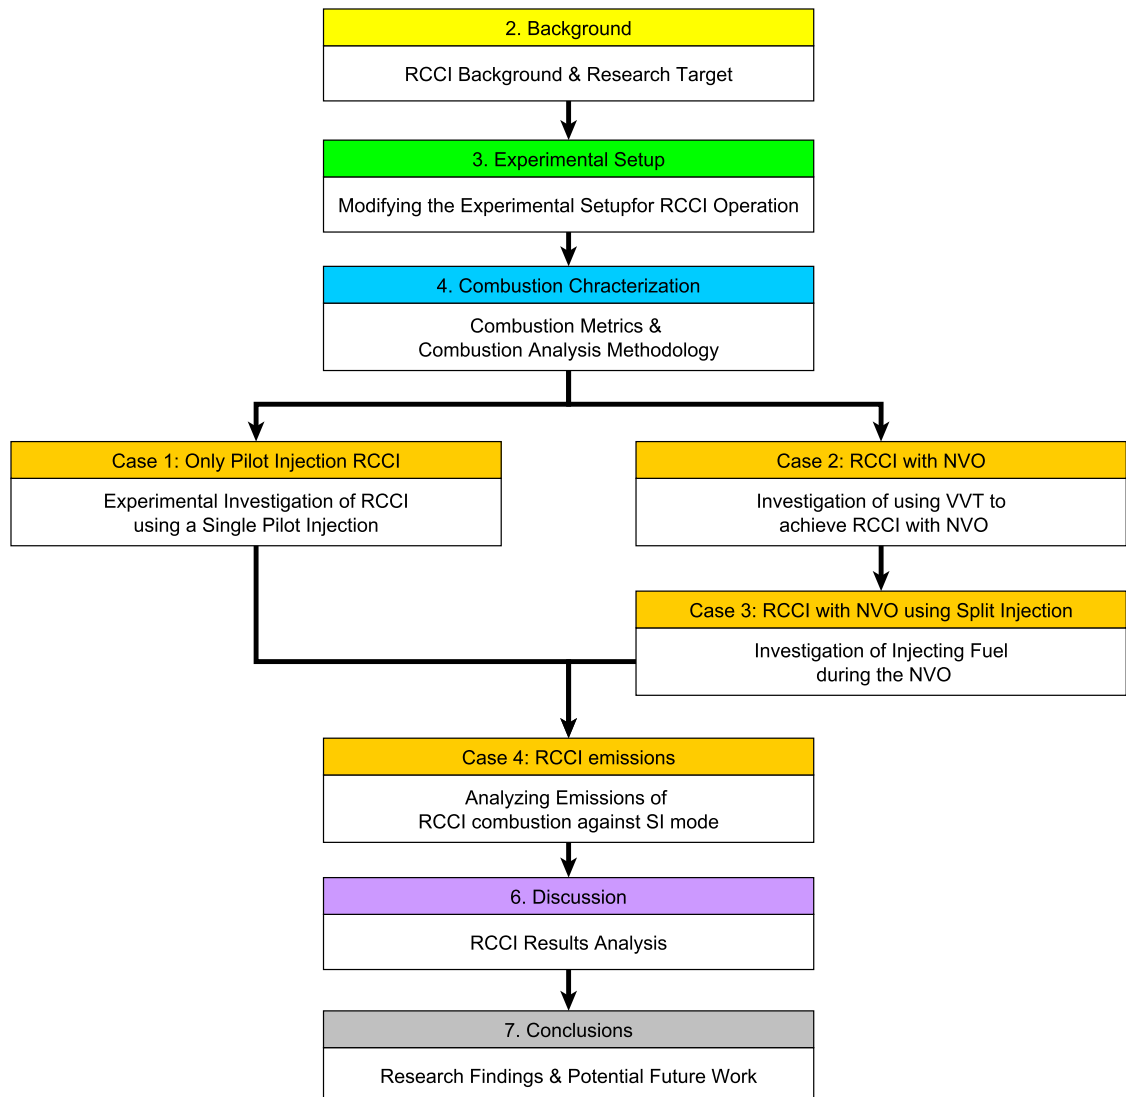 2. Background
RCCI Background & Research Target
3. Experimental Setup
Modifying the Experimental Setupfor RCCI Operation
4. Combustion Chracterization
Combustion Metrics &
Combustion Analysis Methodology
Case 1: Only Pilot Injection RCCI
Experimental Investigation of RCCI
using a Single Pilot Injection
Case 2: RCCI with NVO
Investigation of using VVT to
achieve RCCI with NVO
Case 3: RCCI with NVO using Split Injection
Investigation of Injecting Fuel
during the NVO
Case 4: RCCI emissions
Analyzing Emissions of
RCCI combustion against SI mode
6. Discussion
RCCI Results Analysis
7. Conclusions
Research Findings & Potential Future Work